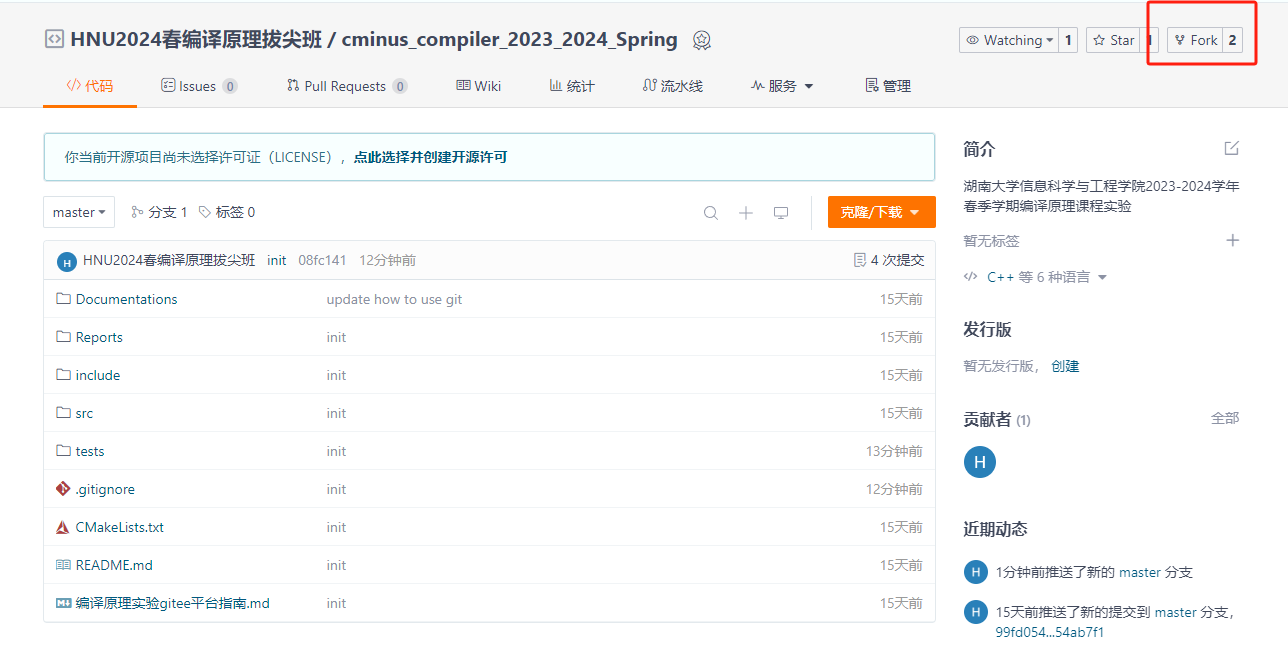 HNU2024春编译原理拔尖班 / cminus_compiler_2023_2024_Spring
Watching 1 Star Fork 2
代码 Issues 0 Pull Requests 0 Wiki 统计 流水线 服务 管理
你当前开源项目尚未选择许可证（LICENSE），点此选择并创建开源许可
master 分支 1 标签 0 克隆/下载
H HNU2024春编译原理拔尖班 init 08fc141 12分钟前 4 次提交
Documentations update how to use git 15天前
Reports init 15天前
include init 15天前
src init 15天前
tests init 13分钟前
.gitignore init 12分钟前
CMakeLists.txt init 15天前
README.md init 15天前
编译原理实验gitee平台指南.md init 15天前
简介
湖南大学信息科学与工程学院2023-2024学年
春季学期编译原理课程实验
暂无标签
C++ 等 6 种语言
发行版
暂无发行版， 创建
贡献者 (1) 全部
H
近期动态
H 1分钟前推送了新的 master 分支
H 15天前推送了新的提交到 master 分支，
99fd054...54ab7f1